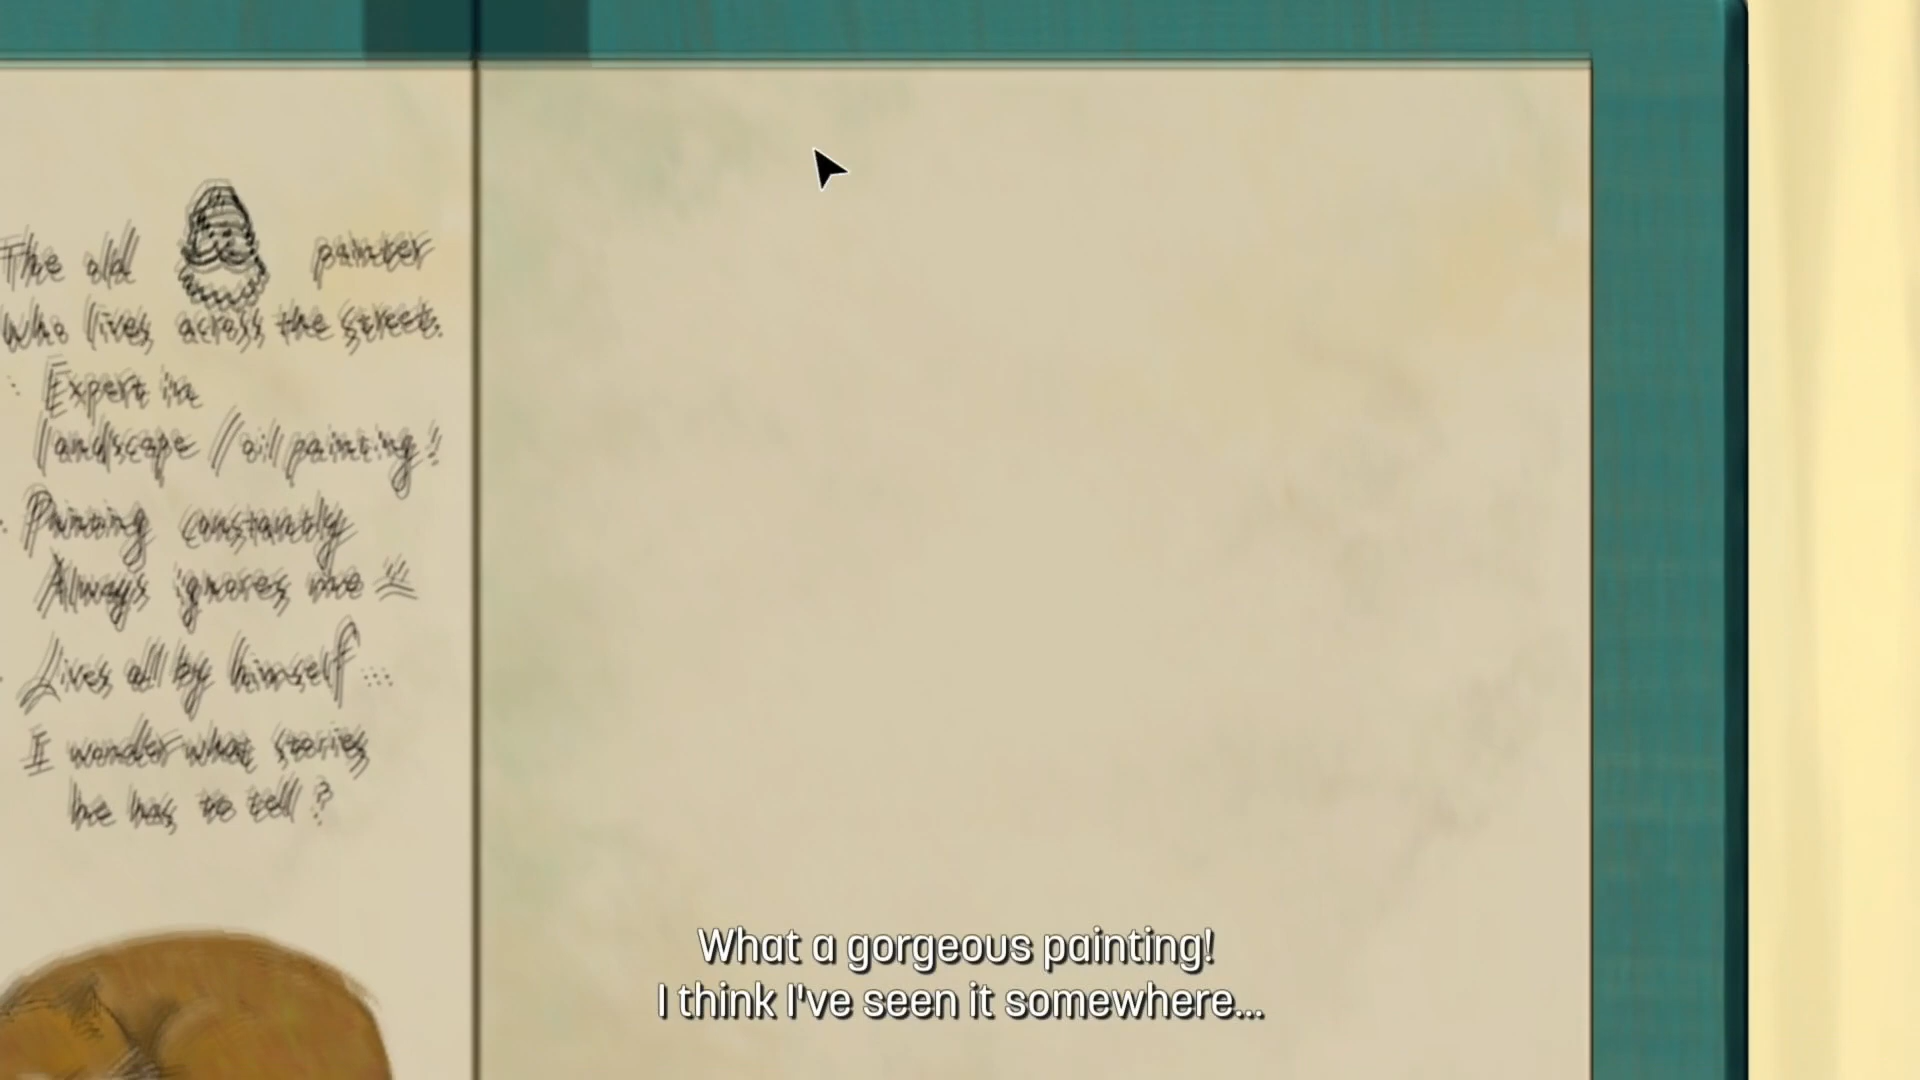 The old painter
who lives across the street.
Expert in
landscape / oil painting!
Painting constantly
Always ignores me
Lives all by himself...
I wonder what stories
he has to tell?
What a gorgeous painting!
I think I've seen it somewhere...